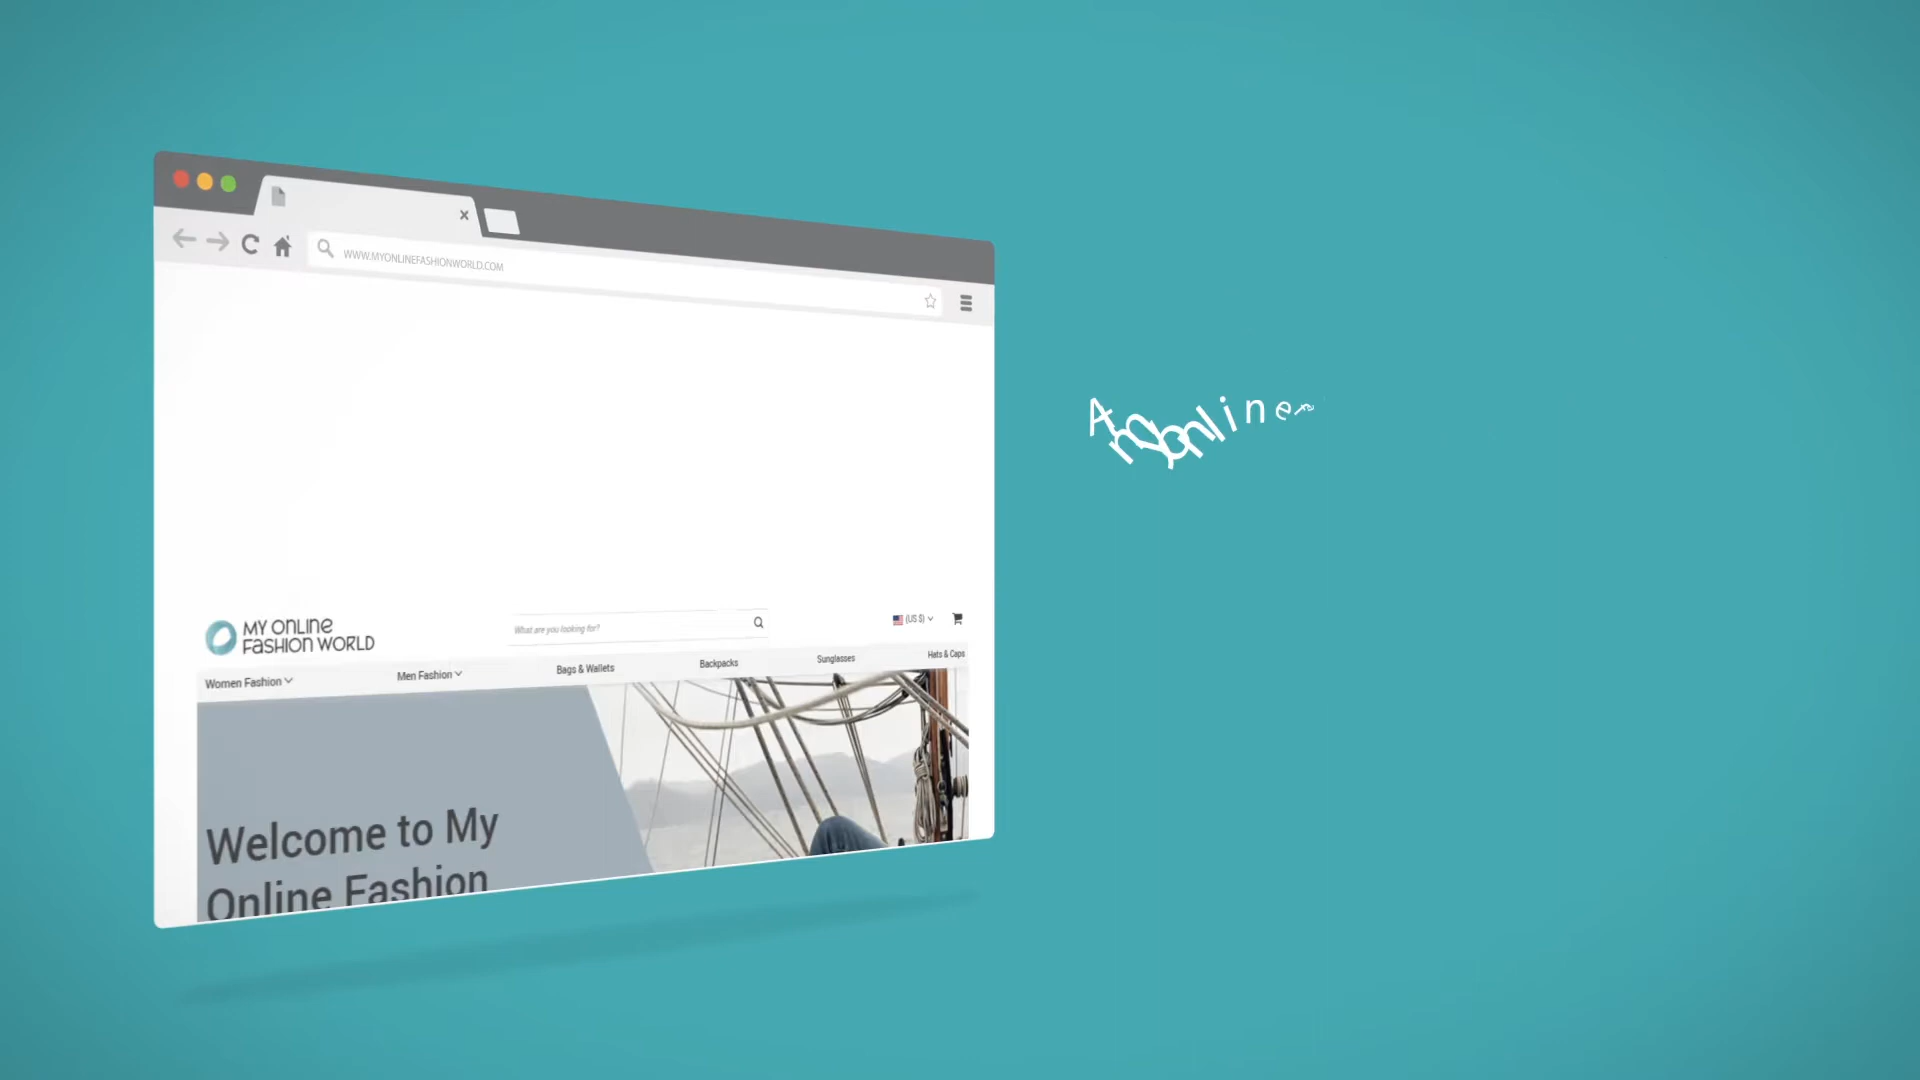 WWW.MYONLINEFASHIONWORLD.COM
MY ONLINE
FASHION WORLD
What are you looking for?
(US $)
Women Fashion
Men Fashion
Bags & Wallets
Backpacks
Sunglasses
Hats & Caps
Welcome to My
Online Fashion